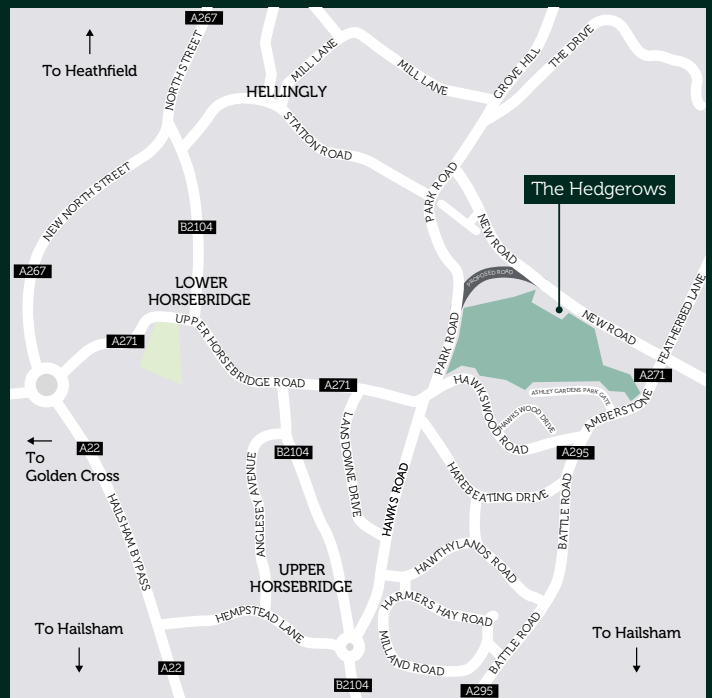 A267
To Heathfield
NORTH STREET
MILL LANE
HELLINGLY
MILL LANE
GROVE HILL
THE DRIVE
STATION ROAD
NEW NORTH STREET
PARK ROAD
The Hedgerows
B2104
NEW ROAD
A267
LOWER
HORSEBRIDGE
PROPOSED ROAD
FEATHERBED LANE
UPPER HORSEBRIDGE ROAD
A271
NEW ROAD
PARK ROAD
A271
A271
HAWKSWOOD ROAD
ASHLEY GARDENS PARK GATE
HAWKSWOOD DRIVE
AMBERSTONE
LANSDOWNE DRIVE
To
Golden Cross
A22
B2104
A295
HAILSHAM BYPASS
ANGLESEY AVENUE
HAWKS ROAD
HAREBEATING DRIVE
BATTLE ROAD
UPPER
HORSEBRIDGE
HAWTHYLANDS ROAD
HEMPSTEAD LANE
HARMERS HAY ROAD
To Hailsham
To Hailsham
MILLAND ROAD
BATTLE ROAD
A22
B2104
A295